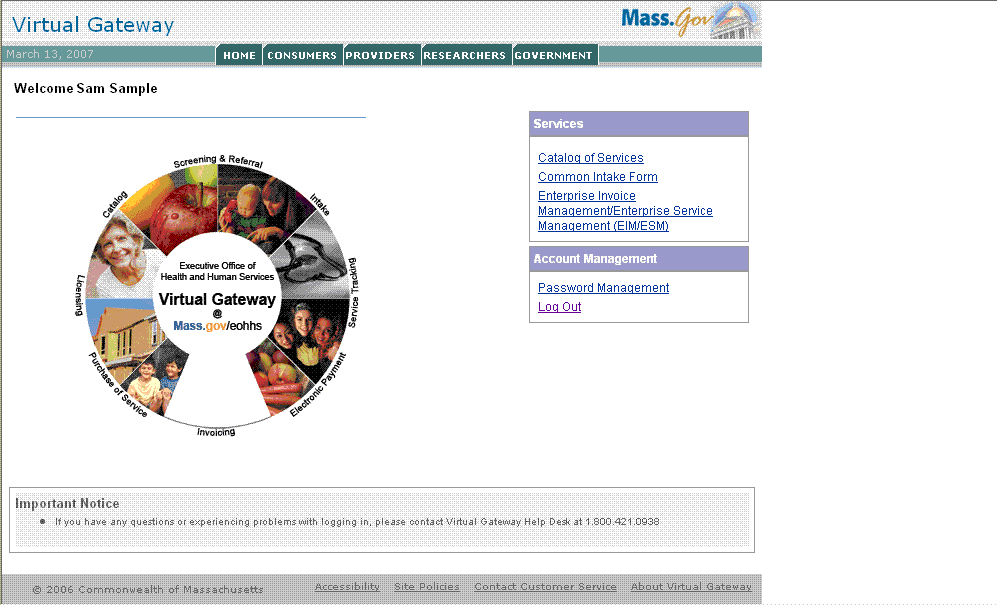 Virtual Gateway
Mass.Gov
March 13, 2007
HOME CONSUMERS PROVIDERS RESEARCHERS GOVERNMENT
Welcome Sam Sample
Services
Catalog of Services
Common Intake Form
Enterprise Invoice
Management/Enterprise Service
Management (EIM/ESM)
Account Management
Password Management
Log Out
Screening & Referral
Catalog
Intake
Licensing
Service Tracking
Executive Office of
Health and Human Services
Virtual Gateway
@
Mass.gov/eohhs
Purchase of Service
Electronic Payment
Invoicing
Important Notice
• If you have any questions or experiencing problems with logging in, please contact Virtual Gateway Help Desk at 1.800.421.0938
© 2006 Commonwealth of Massachusetts
Accessibility Site Policies Contact Customer Service About Virtual Gateway